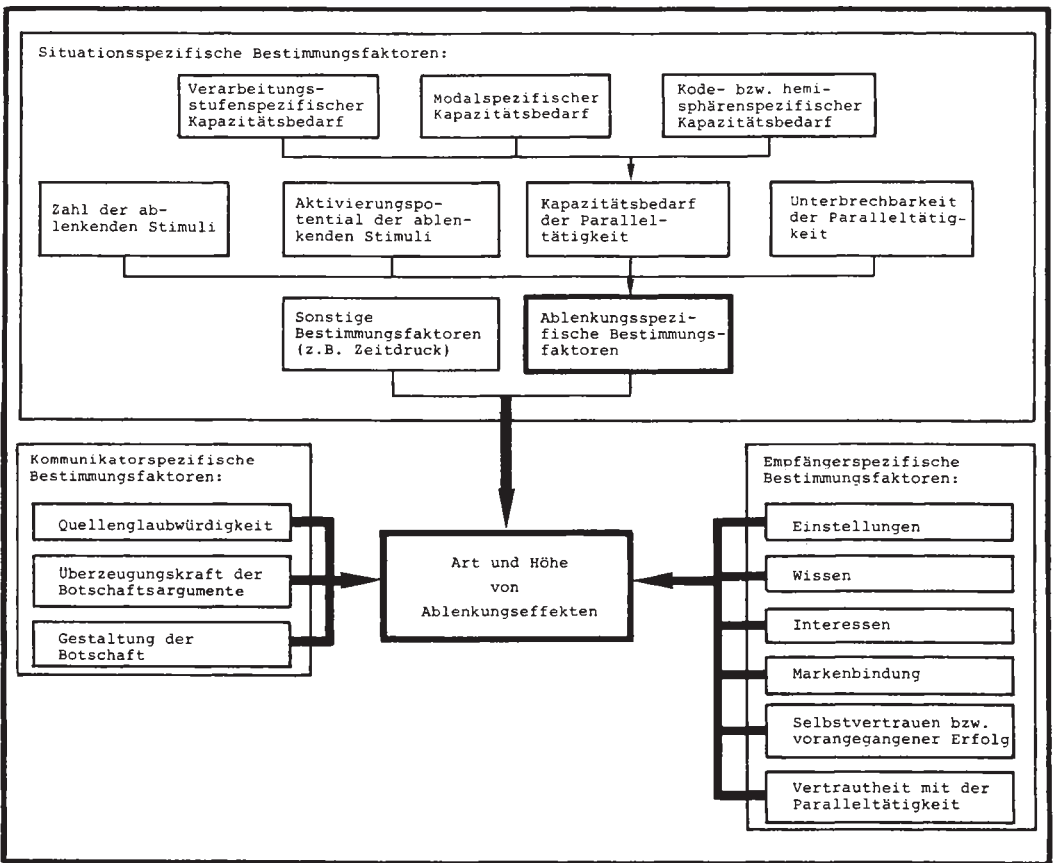 Situationsspezifische Bestimmungsfaktoren:
Verarbeitungs-
stufenspezifischer
Kapazitätsbedarf
Modalspezifischer
Kapazitätsbedarf
Kode- bzw. hemi-
sphärenspezifischer
Kapazitätsbedarf
Zahl der ab-
lenkenden Stimuli
Aktivierungspo-
tential der ablen-
kenden Stimuli
Kapazitätsbedarf
der Parallel-
tätigkeit
Unterbrechbarkeit
der Paralleltätig-
keit
Sonstige
Bestimmungsfaktoren
(z.B. Zeitdruck)
Ablenkungsspezi-
fische Bestimmungs-
faktoren
Kommunikatorspezifische
Bestimmungsfaktoren:
Quellenglaubwürdigkeit
Überzeugungskraft der
Botschaftsargumente
Gestaltung der
Botschaft
Art und Höhe
von
Ablenkungseffekten
Empfängerspezifische
Bestimmungsfaktoren:
Einstellungen
Wissen
Interessen
Markenbindung
Selbstvertrauen bzw.
vorangegangener Erfolg
Vertrautheit mit der
Paralleltätigkeit